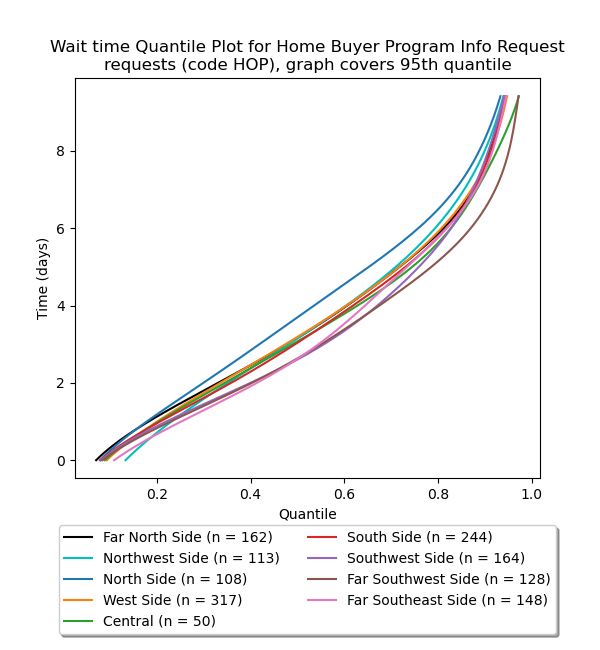 Wait time Quantile Plot for Home Buyer Program Info Request
requests (code HOP), graph covers 95th quantile
Time (days)
8
6
4
2
0
0.2 0.4 0.6 0.8 1.0
Quantile
Far North Side (n = 162)
Northwest Side (n = 113)
North Side (n = 108)
West Side (n = 317)
Central (n = 50)
South Side (n = 244)
Southwest Side (n = 164)
Far Southwest Side (n = 128)
Far Southeast Side (n = 148)